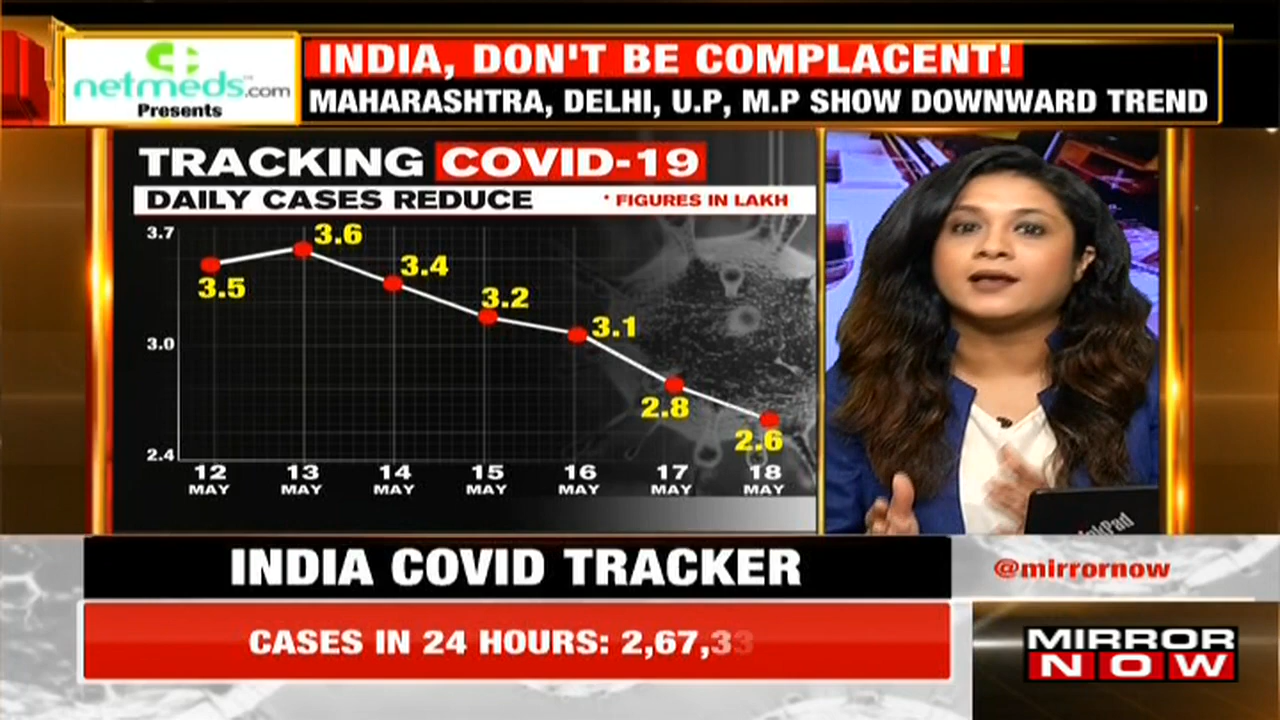 netmeds.com
Presents
INDIA, DON'T BE COMPLACENT!
MAHARASHTRA, DELHI, U.P, M.P SHOW DOWNWARD TREND
TRACKING COVID-19
DAILY CASES REDUCE * FIGURES IN LAKH
3.7
3.0
2.4
3.5
3.6
3.4
3.2
3.1
2.8
2.6
12 13 14 15 16 17 18
MAY MAY MAY MAY MAY MAY MAY
INDIA COVID TRACKER
@mirrornow
CASES IN 24 HOURS: 2,67,33
MIRROR
NOW